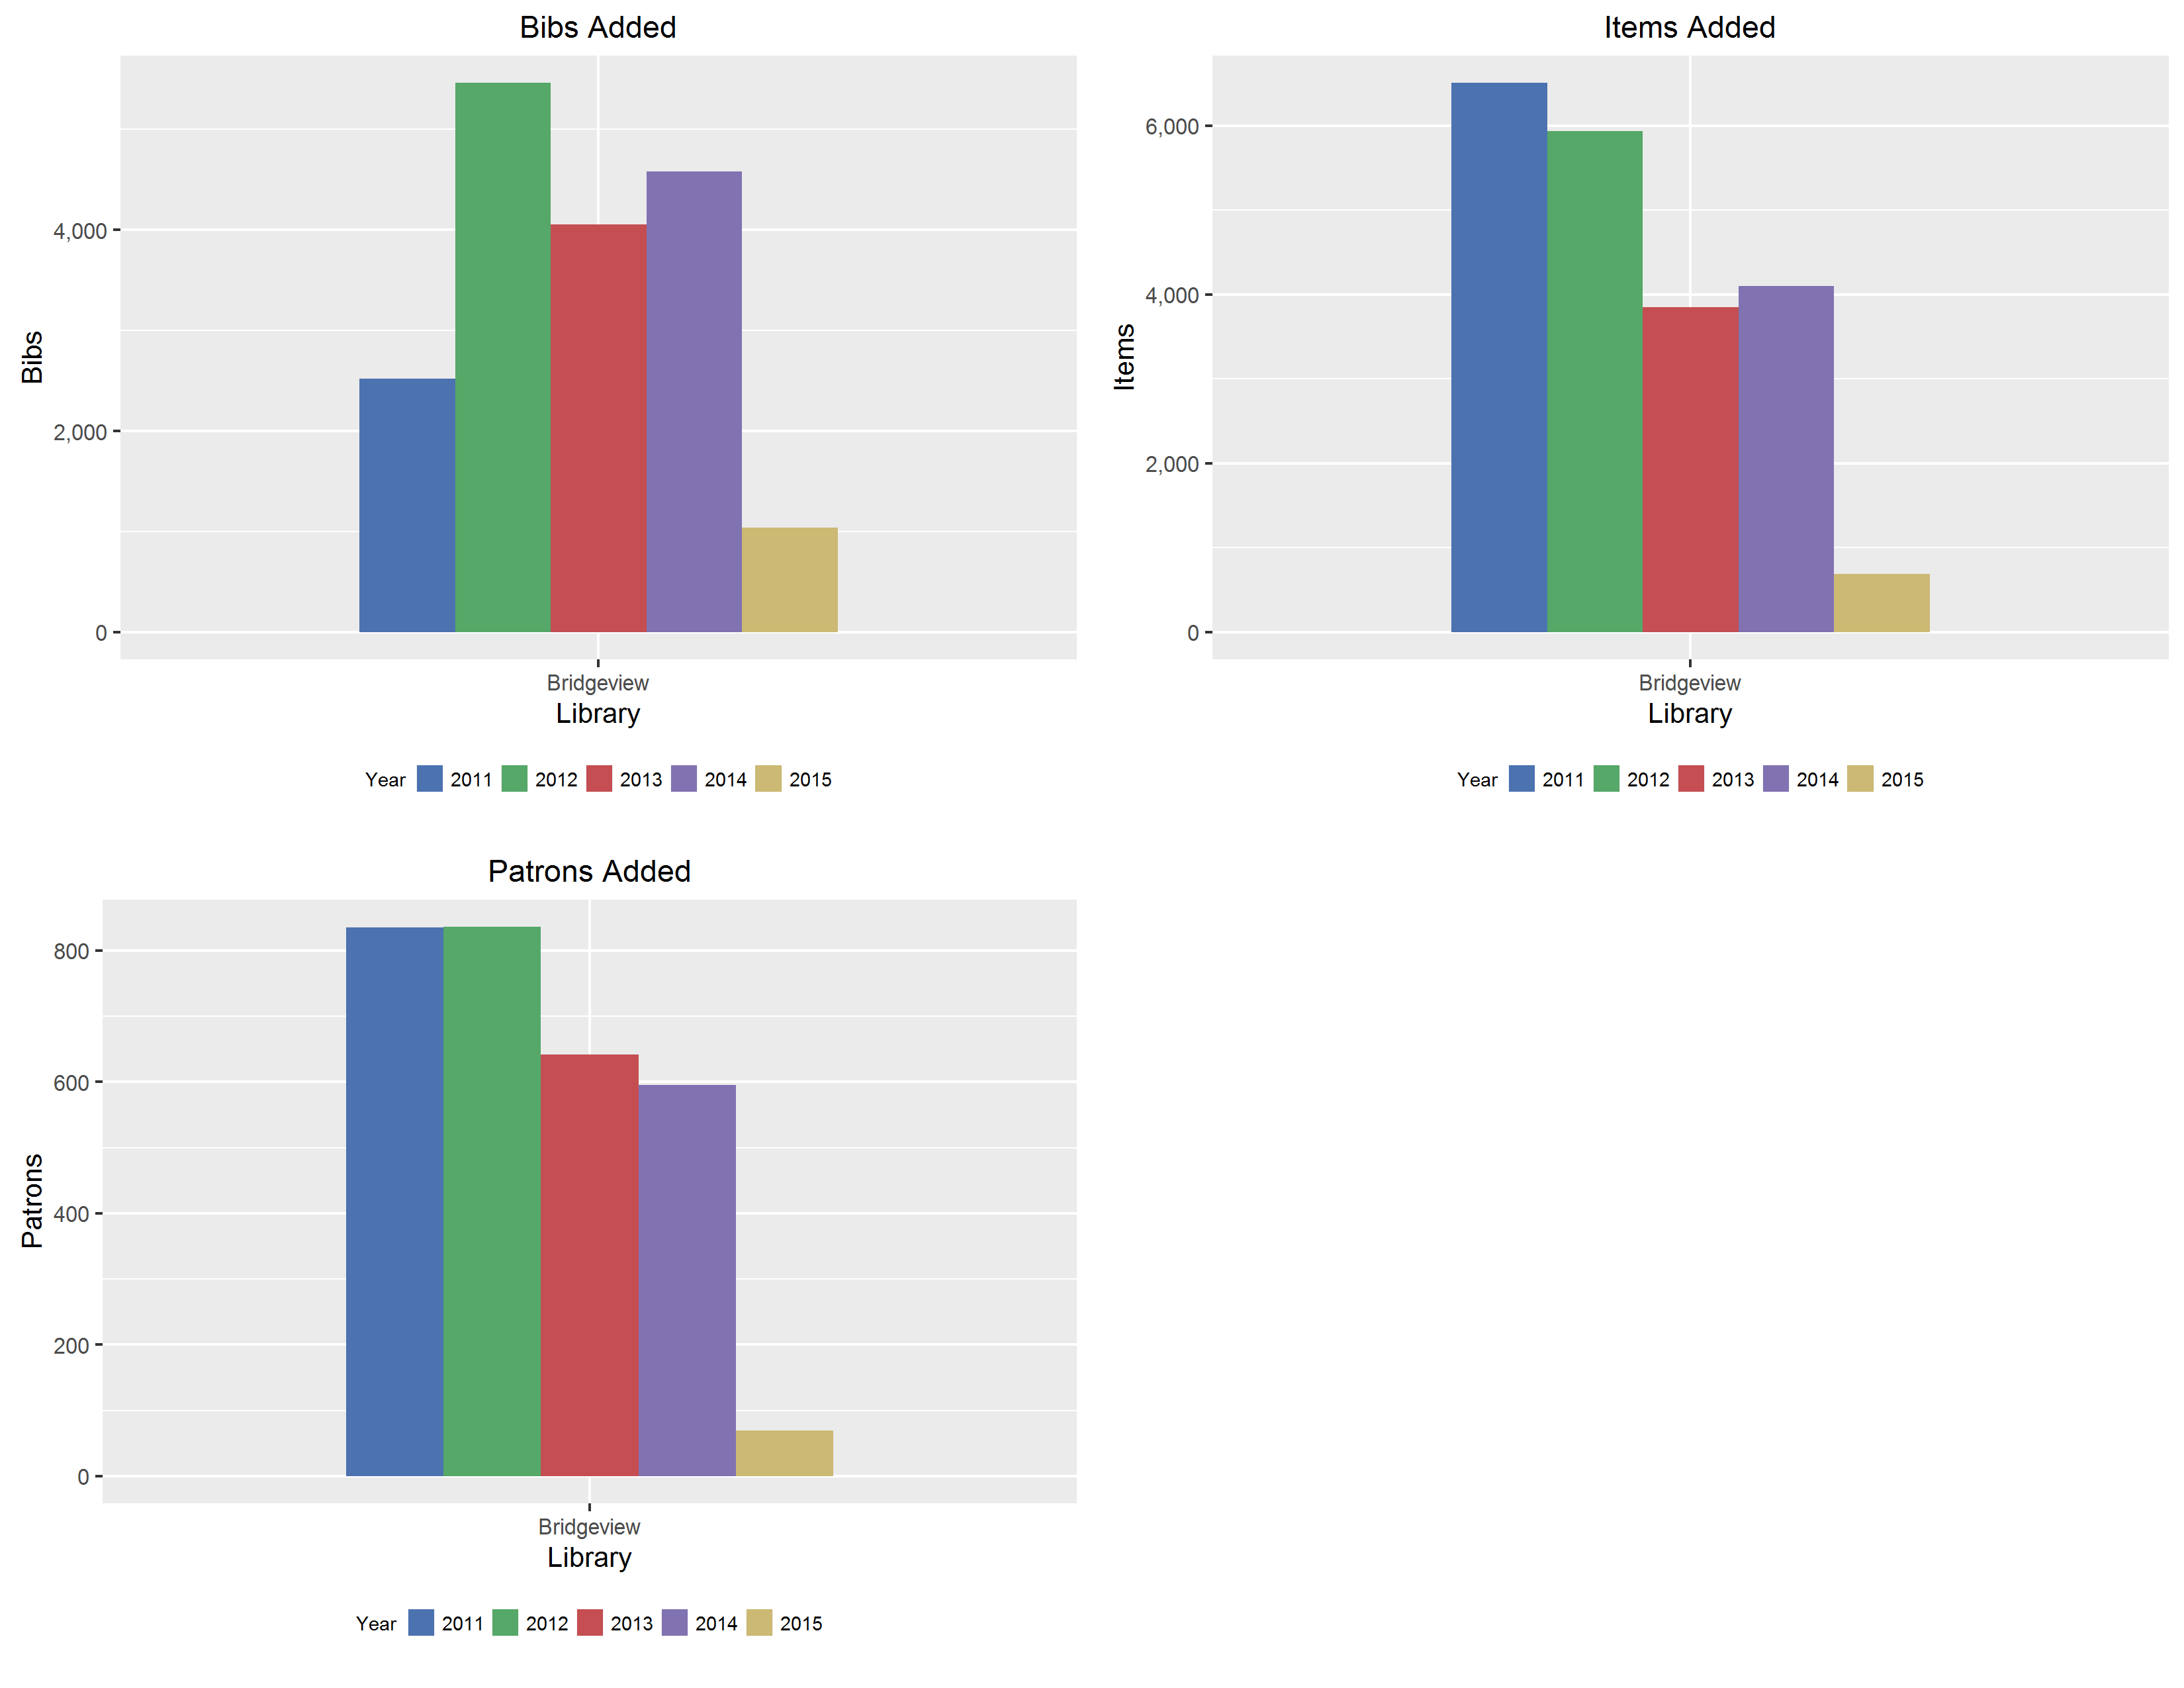 Bibs Added
Bibs
4,000
2,000
0
Bridgeview
Library
Year 2011 2012 2013 2014 2015
Items Added
Items
6,000
4,000
2,000
0
Bridgeview
Library
Year 2011 2012 2013 2014 2015
Patrons Added
Patrons
800
600
400
200
0
Bridgeview
Library
Year 2011 2012 2013 2014 2015